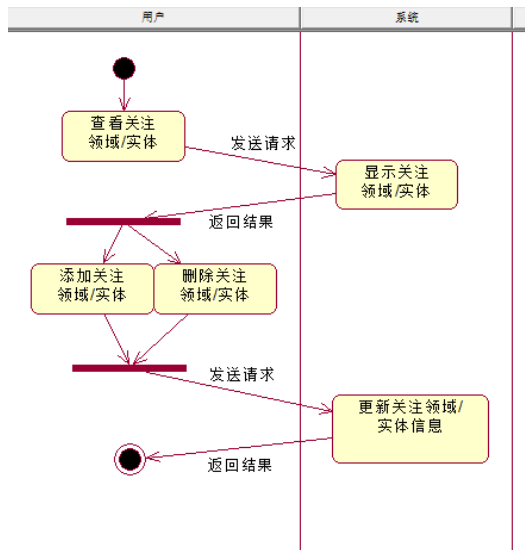 用户
系统
查看关注
领域/实体
发送请求
显示关注
领域/实体
返回结果
添加关注
领域/实体
删除关注
领域/实体
发送请求
更新关注领域/
实体信息
返回结果